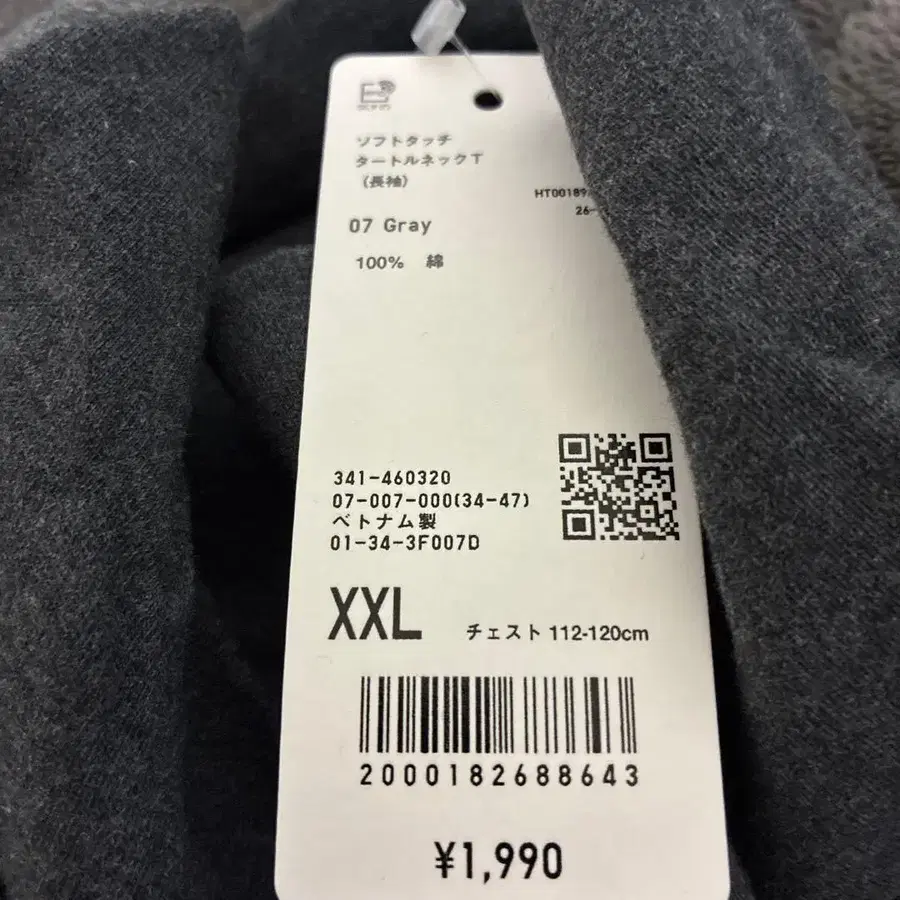 ソフトタッチ
タートルネックT
(長袖)
HT00189
26-
07 Gray
100% 綿
341-460320
07-007-000(34-47)
ベトナム製
01-34-3F007D
XXL チェスト 112-120cm
2000182688643
¥1,990